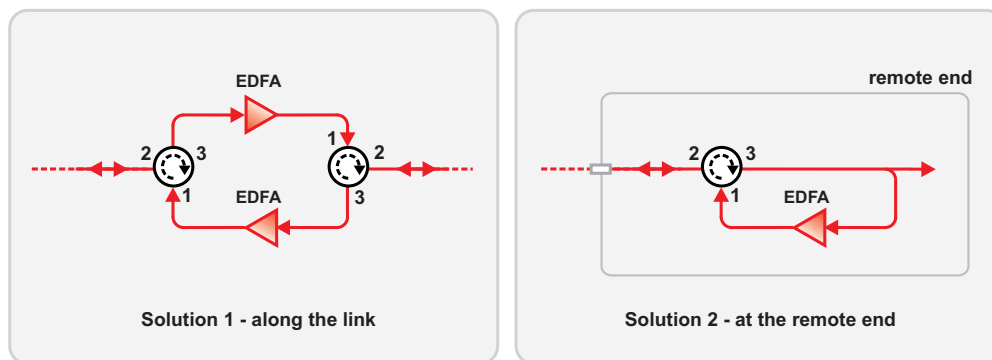 EDFA
1
2
3
2
1
3
EDFA
Solution 1 - along the link
remote end
2
3
1
EDFA
Solution 2 - at the remote end